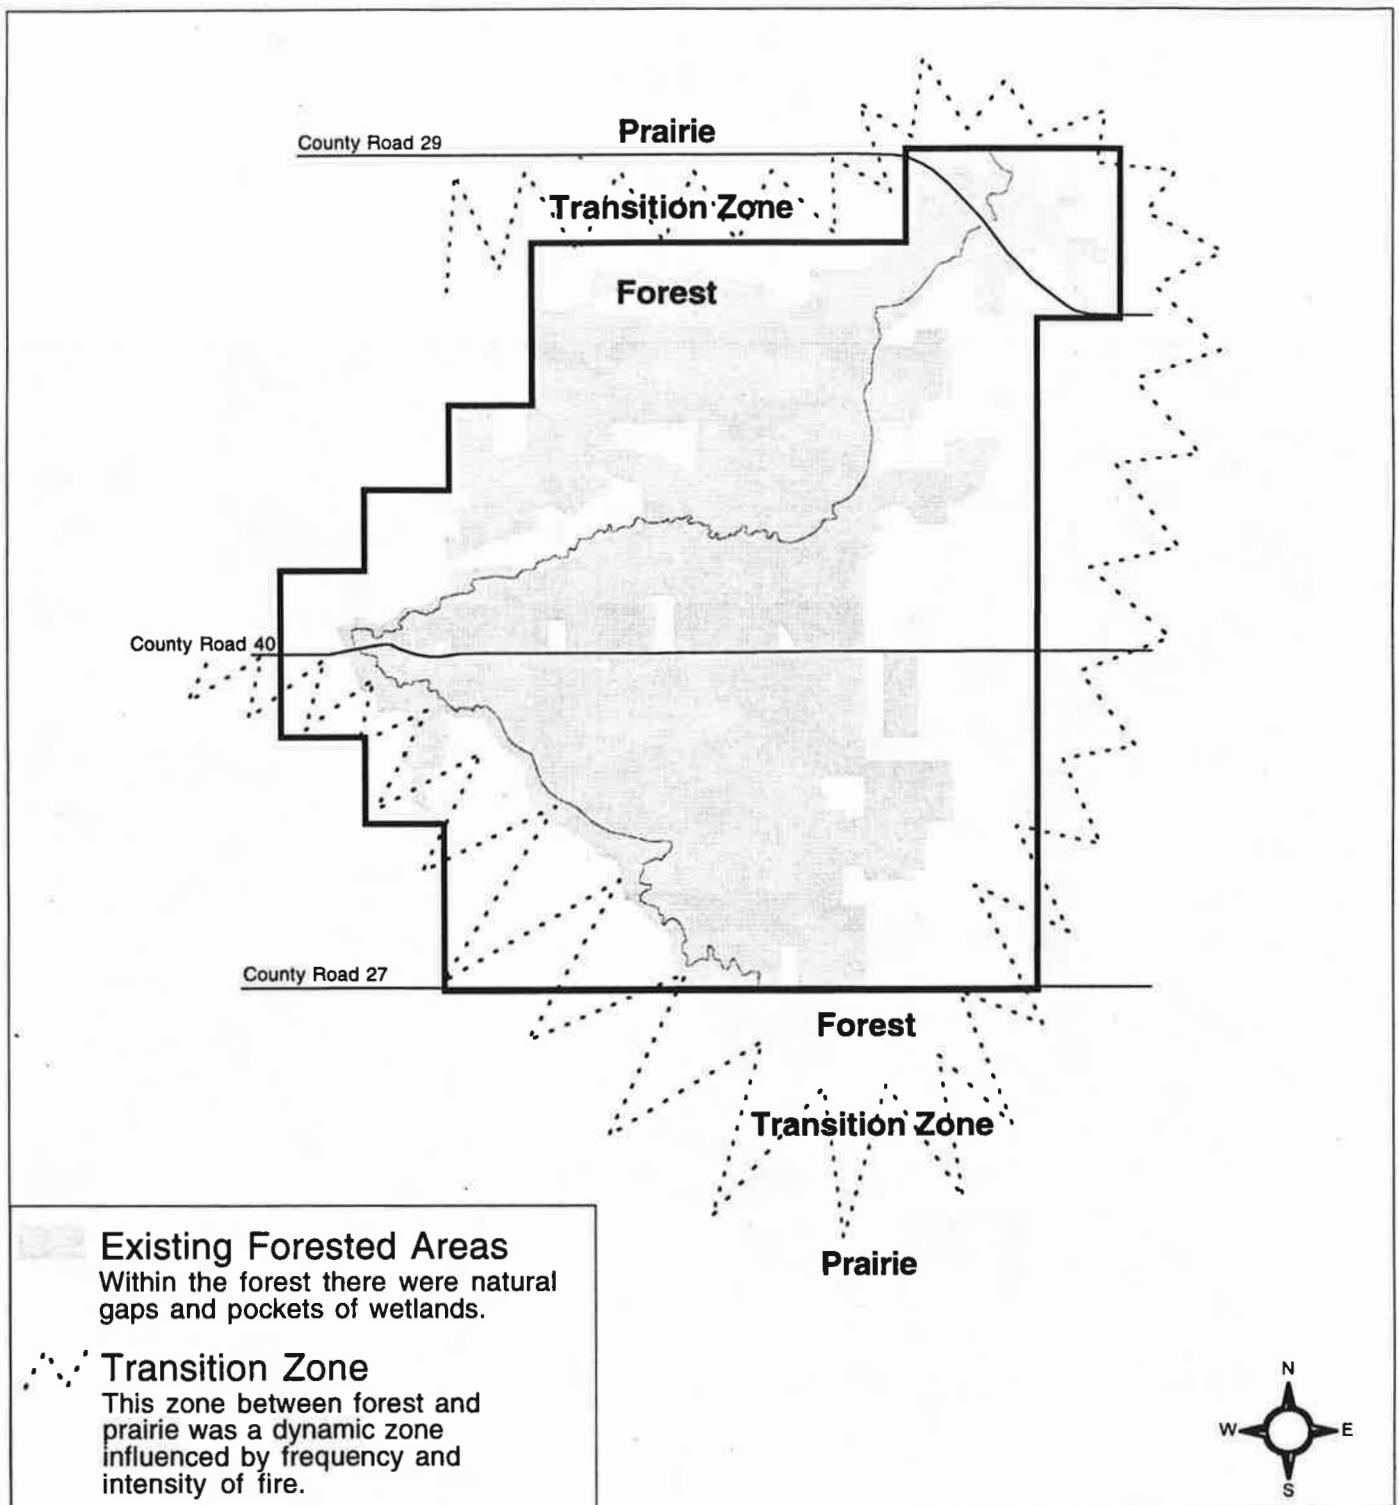 Prairie
County Road 29
Transition Zone
Forest
County Road 40
County Road 27
Forest
Transition Zone
Prairie
Existing Forested Areas
Within the forest there were natural
gaps and pockets of wetlands.
Transition Zone
This zone between forest and
prairie was a dynamic zone
influenced by frequency and
intensity of fire.
N
W E
S